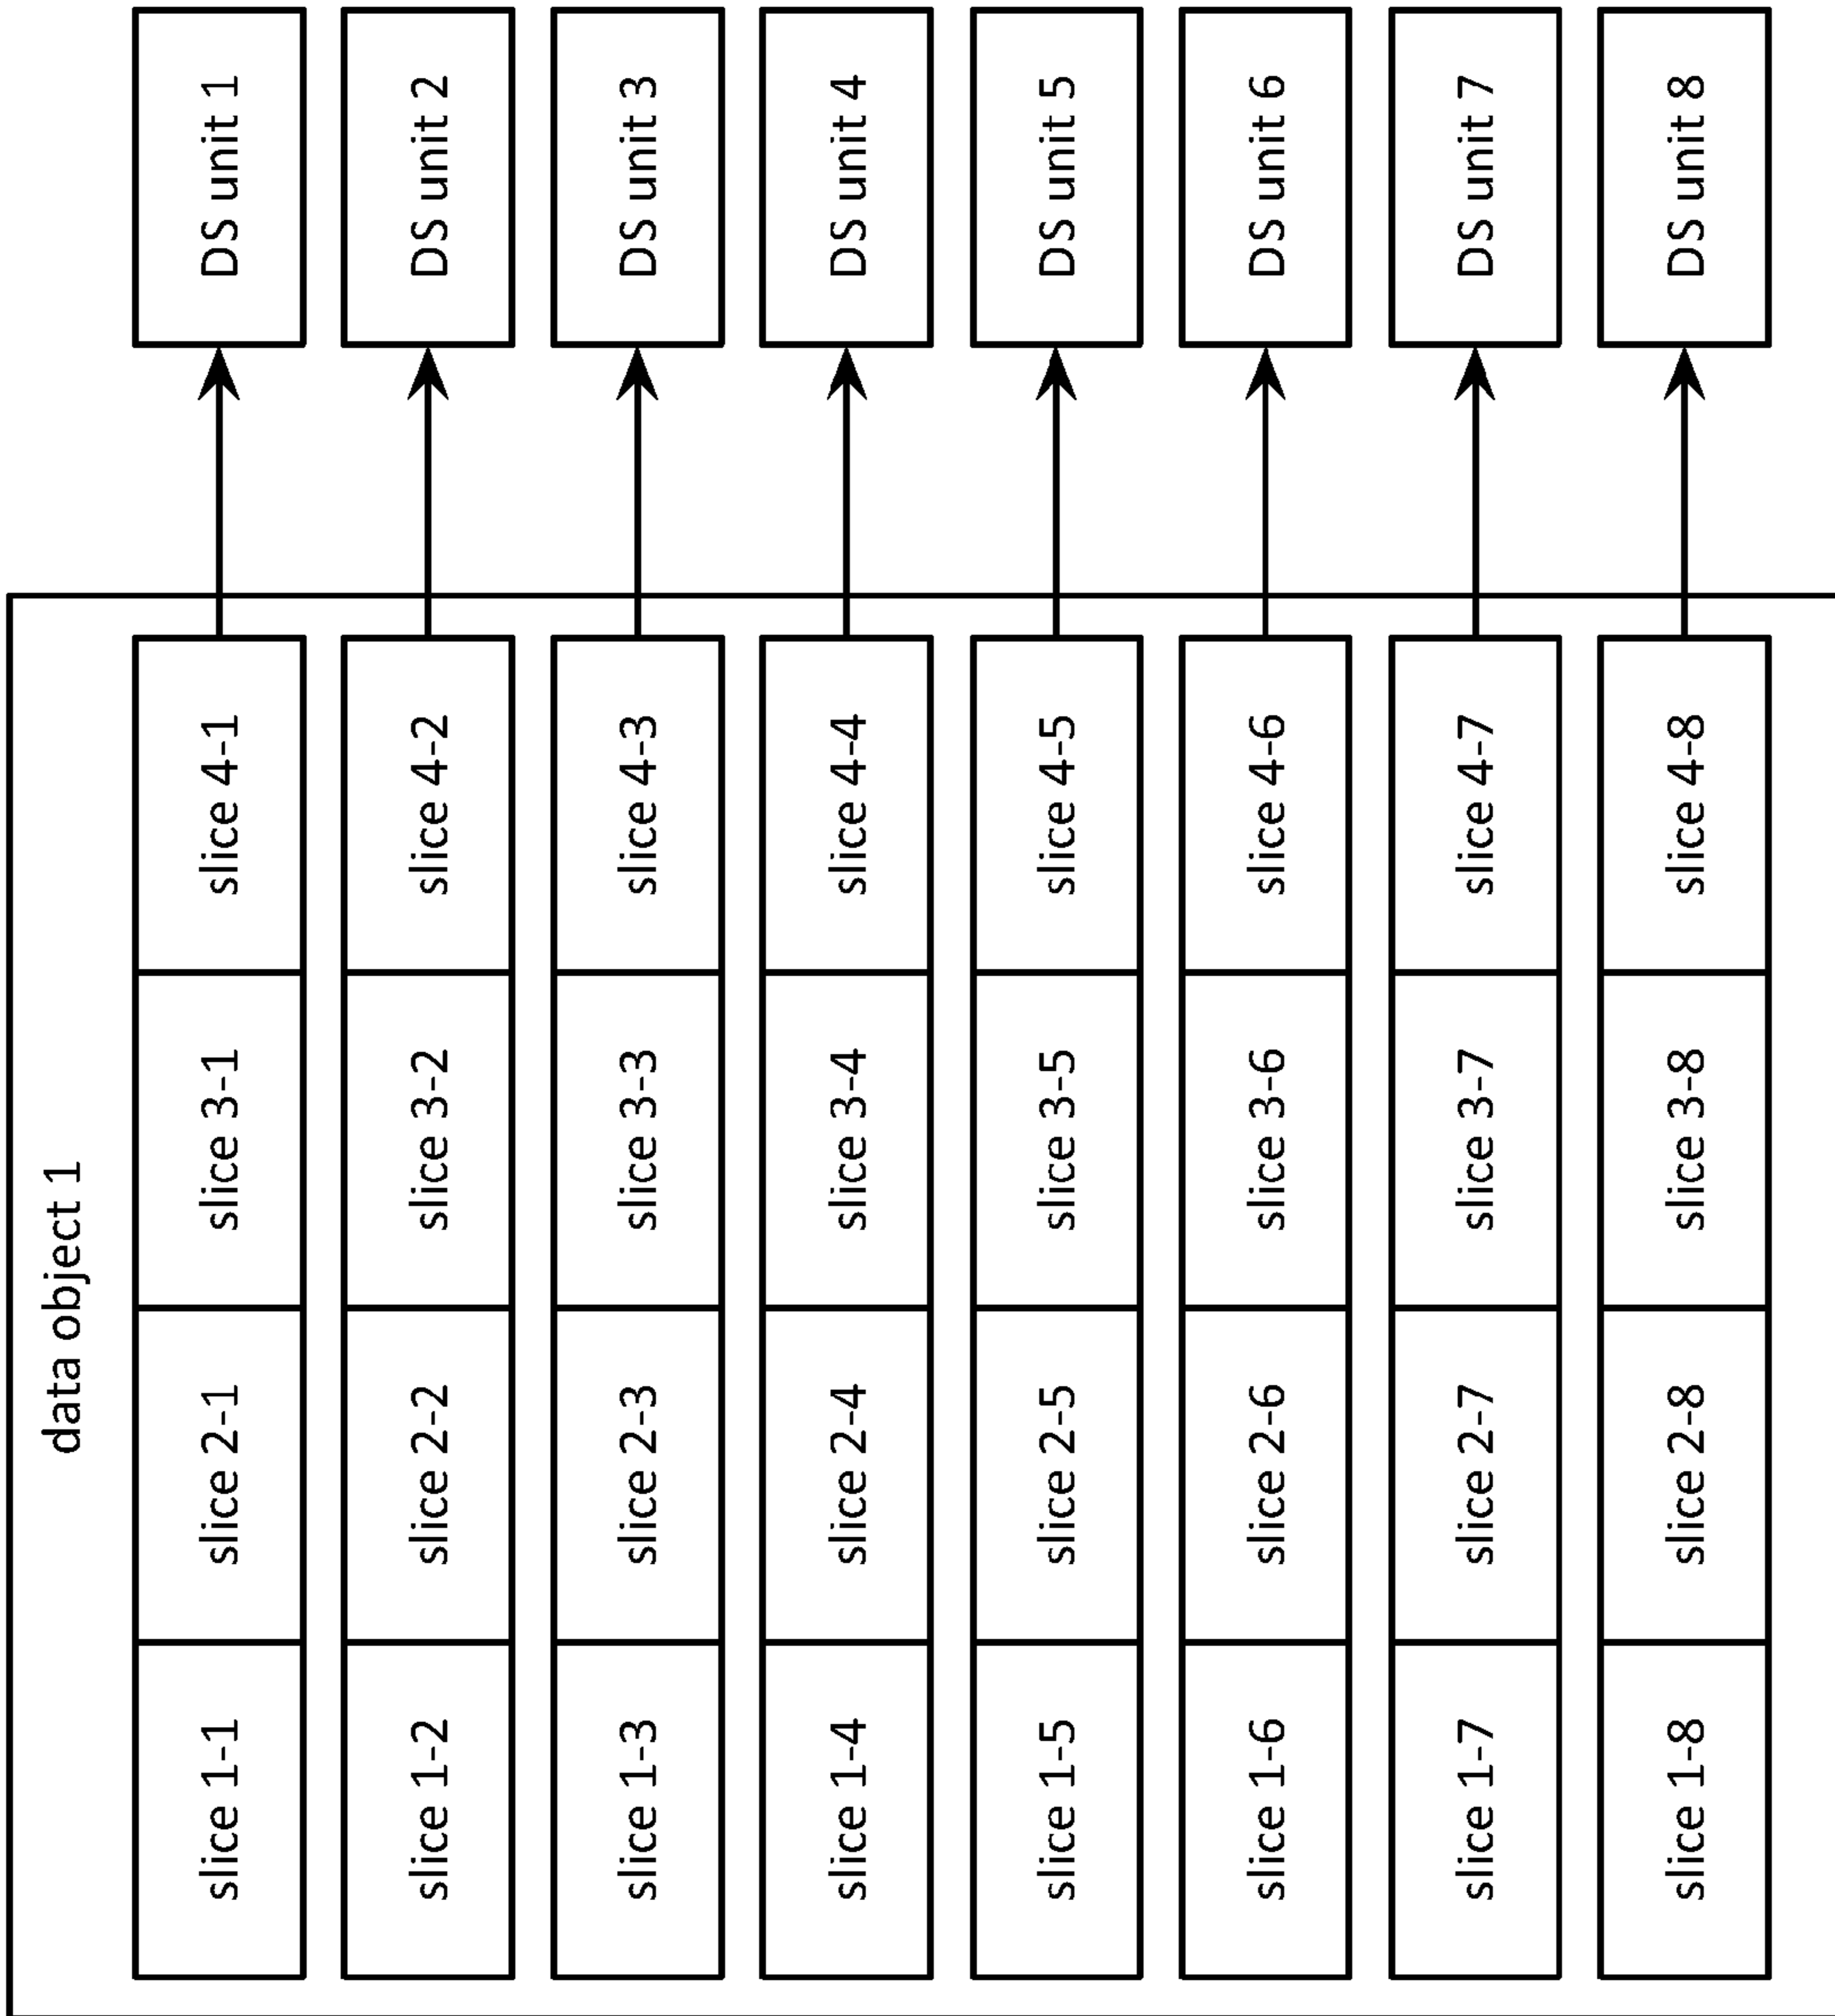 data object 1
slice 1-1 slice 2-1 slice 3-1 slice 4-1 DS unit 1
slice 1-2 slice 2-2 slice 3-2 slice 4-2 DS unit 2
slice 1-3 slice 2-3 slice 3-3 slice 4-3 DS unit 3
slice 1-4 slice 2-4 slice 3-4 slice 4-4 DS unit 4
slice 1-5 slice 2-5 slice 3-5 slice 4-5 DS unit 5
slice 1-6 slice 2-6 slice 3-6 slice 4-6 DS unit 6
slice 1-7 slice 2-7 slice 3-7 slice 4-7 DS unit 7
slice 1-8 slice 2-8 slice 3-8 slice 4-8 DS unit 8